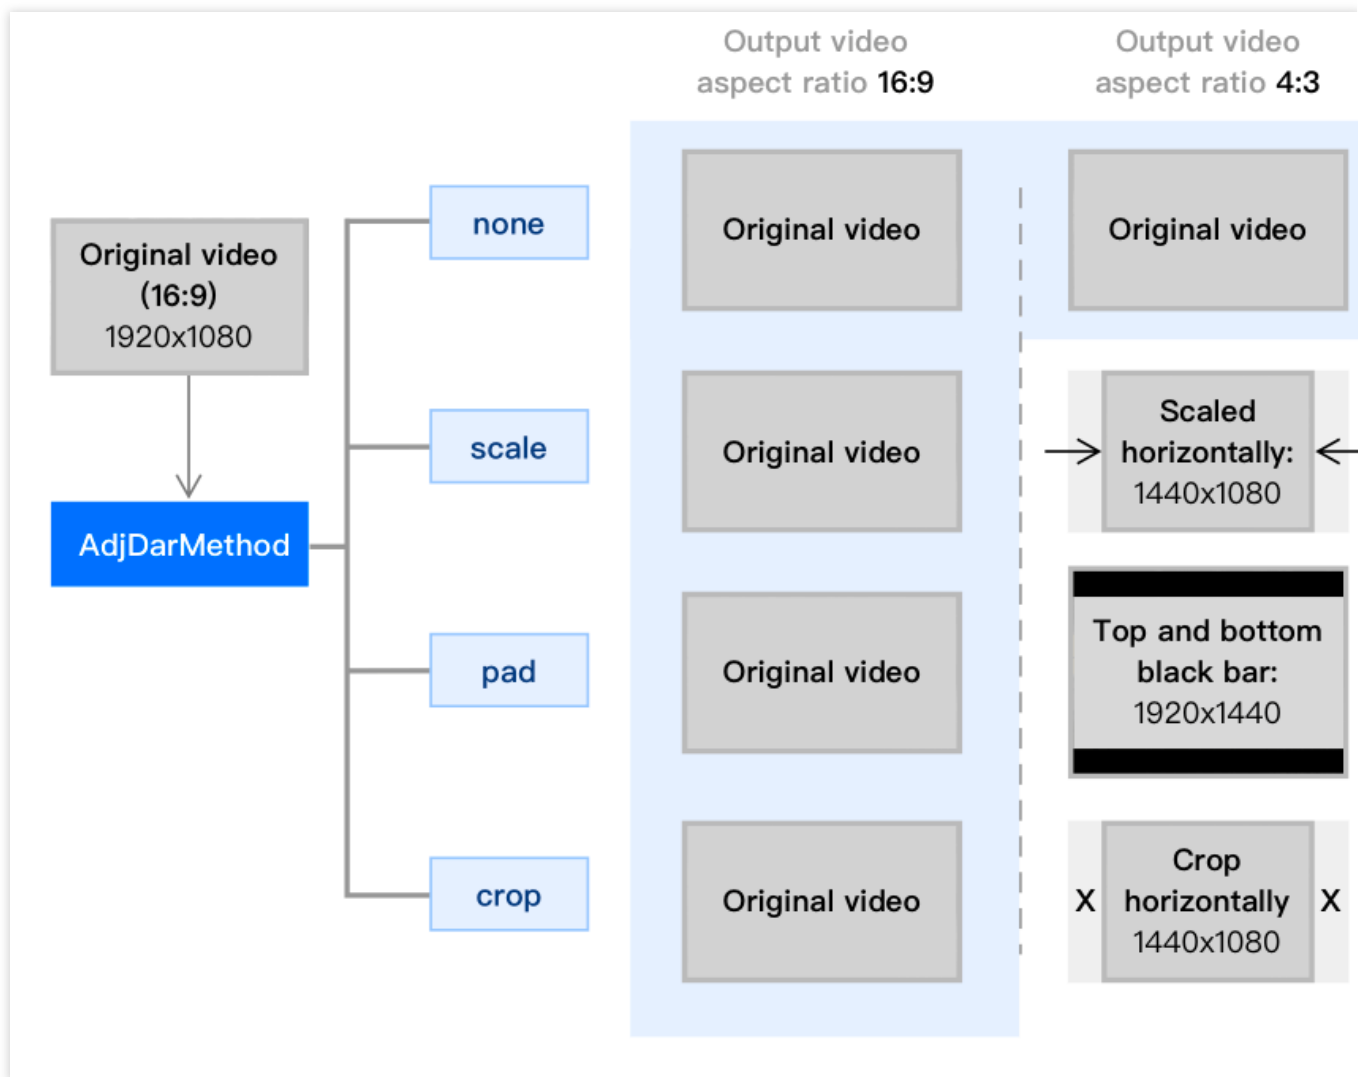 Output video
aspect ratio 16:9
Output video
aspect ratio 4:3
Original video
(16:9)
1920x1080
AdjDarMethod
none
Original video
Original video
scale
Original video
Scaled
horizontally:
1440x1080
pad
Original video
Top and bottom
black bar:
1920x1440
crop
Original video
X
Crop
horizontally
1440x1080
X